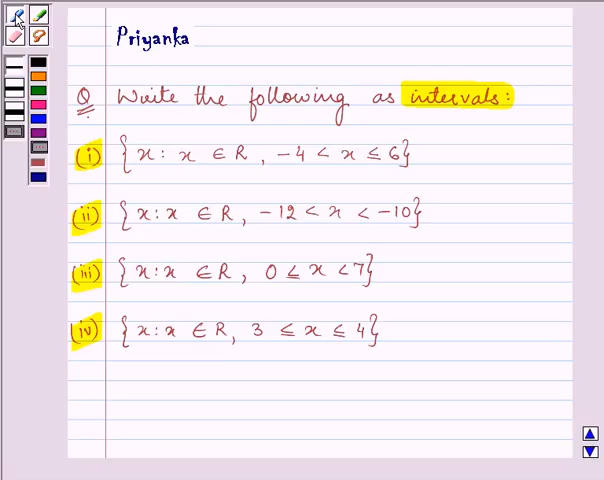 Priyanka
Q Write the following as intervals:
(i) {x: x ∈ R, -4 < x ≤ 6}
(ii) {x:x ∈ R, -12 < x < -10}
(iii) {x:x ∈ R, 0 ≤ x < 7}
(iv) {x:x ∈ R, 3 ≤ x ≤ 4}